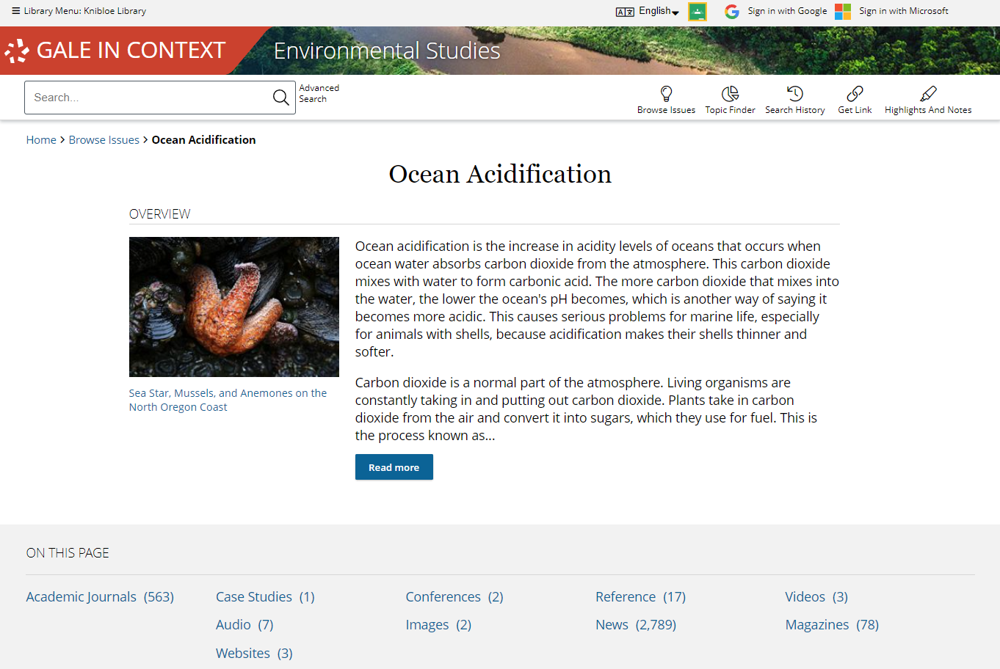 Library Menu: Knibloe Library
English
Sign in with Google
Sign in with Microsoft
GALE IN CONTEXT
Environmental Studies
Search...
Advanced
Search
Browse Issues
Topic Finder
Search History
Get Link
Highlights And Notes
Home > Browse Issues > Ocean Acidification
Ocean Acidification
OVERVIEW
Ocean acidification is the increase in acidity levels of oceans that occurs when
ocean water absorbs carbon dioxide from the atmosphere. This carbon dioxide
mixes with water to form carbonic acid. The more carbon dioxide that mixes into
the water, the lower the ocean's pH becomes, which is another way of saying it
becomes more acidic. This causes serious problems for marine life, especially
for animals with shells, because acidification makes their shells thinner and
softer.
Sea Star, Mussels, and Anemones on the
North Oregon Coast
Carbon dioxide is a normal part of the atmosphere. Living organisms are
constantly taking in and putting out carbon dioxide. Plants take in carbon
dioxide from the air and convert it into sugars, which they use for fuel. This is
the process known as...
Read more
ON THIS PAGE
Academic Journals (563)
Case Studies (1)
Conferences (2)
Reference (17)
Videos (3)
Audio (7)
Images (2)
News (2,789)
Magazines (78)
Websites (3)